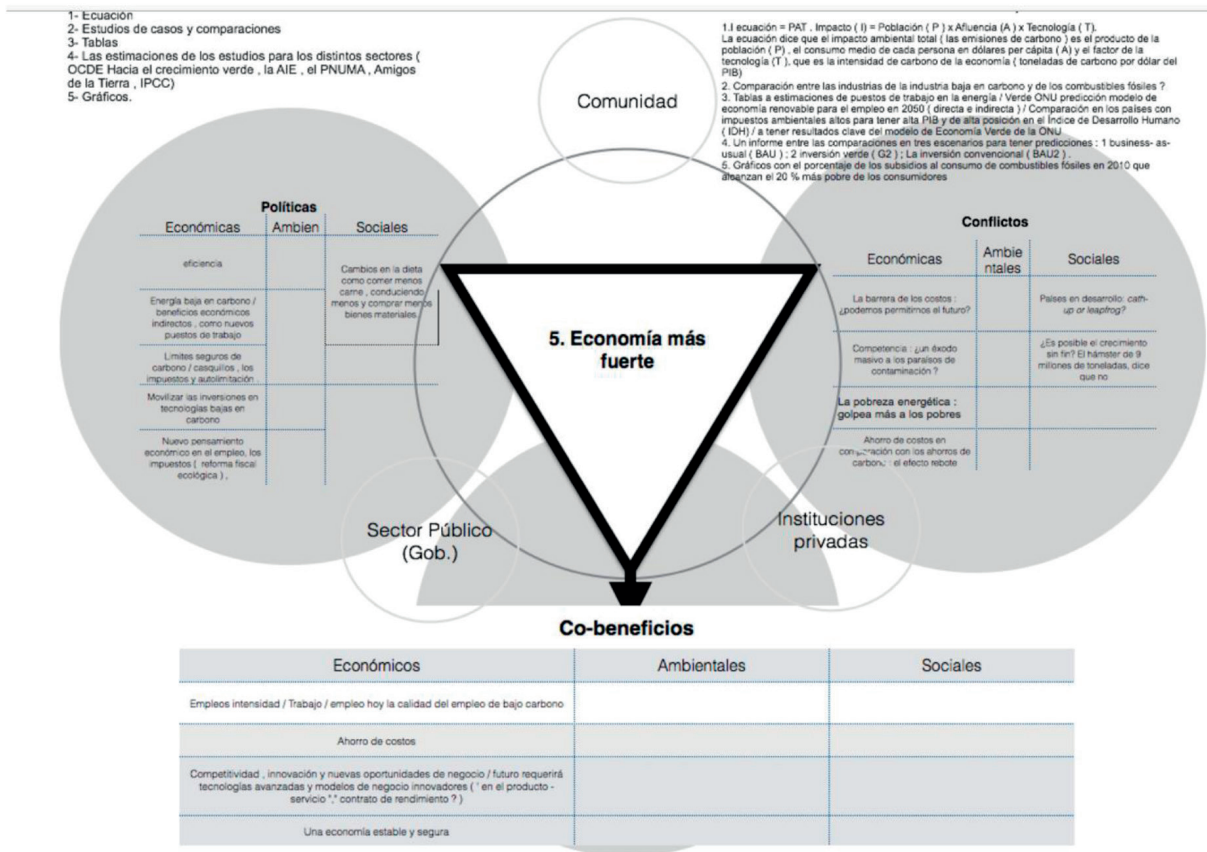 1- Ecuación
2- Estudios de casos y comparaciones
3- Tablas
4- Las estimaciones de los estudios para los distintos sectores (
OCDE Hacia el crecimiento verde , la AIE , el PNUMA , Amigos
de la Tierra , IPCC)
5- Gráficos.
1.I ecuación = PAT , Impacto ( I) = Población ( P ) x Afluencia (A ) x Tecnología ( T).
La ecuación dice que el impacto ambiental total ( las emisiones de carbono ) es el producto de la
población ( P) , el consumo medio de cada persona en dólares per cápita ( A) y el factor de la
tecnología (T ), que es la intensidad de carbono de la economía ( toneladas de carbono por dólar del
PIB)
2. Comparación entre las industrias de la industria baja en carbono y de los combustibles fósiles ?
3. Tablas a estimaciones de puestos de trabajo en la energía / Verde ONU predicción modelo de
economía renovable para el empleo en 2050 ( directa e indirecta ) / Comparación en los países con
impuestos ambientales altos para tener alta PIB y de alta posición en el Índice de Desarrollo Humano
( IDH) / a tener resultados clave del modelo de Economía Verde de la ONU
4. Un informe entre las comparaciones en tres escenarios para tener predicciones : 1 business- as-
usual ( BAU ) ; 2 inversión verde ( G2 ) ; La inversión convencional ( BAU2 ) .
5. Gráficos con el porcentaje de los subsidios al consumo de combustibles fósiles en 2010 que
alcanzan el 20 % más pobre de los consumidores
Comunidad
Políticas
Económicas
Ambien
Sociales
eficiencia
Cambios en la dieta
como comer menos
carne , conduciendo
menos y comprar menos
bienes materiales.
Energía baja en carbono /
beneficios económicos
indirectos , como nuevos
puestos de trabajo
Limites seguros de
carbono / casquillos , los
impuestos y autolimitación .
Movilizar las inversiones en
tecnologías bajas en
carbono
Nuevo pensamiento
económico en el empleo, los
impuestos ( reforma fiscal
ecológica ) ,
5. Economía más
fuerte
Conflictos
Económicas
Ambie
ntales
Sociales
La barrera de los costos :
¿podemos permitirnos el futuro?
Países en desarrollo: cath-
up or leapfrog?
Competencia : ¿un éxodo
masivo a los paraísos de
contaminación ?
¿Es posible el crecimiento
sin fin? El hámster de 9
millones de toneladas, dice
que no
La pobreza energética :
golpea más a los pobres
Ahorro de costos en
comparación con los ahorros de
carbono : el efecto rebote
Sector Público
(Gob.)
Instituciones
privadas
Co-beneficios
Económicos
Ambientales
Sociales
Empleos intensidad / Trabajo / empleo hoy la calidad del empleo de bajo carbono
Ahorro de costos
Competitividad , innovación y nuevas oportunidades de negocio / futuro requerirá
tecnologías avanzadas y modelos de negocio innovadores ( ' en el producto -
servicio "," contrato de rendimiento ? )
Una economía estable y segura